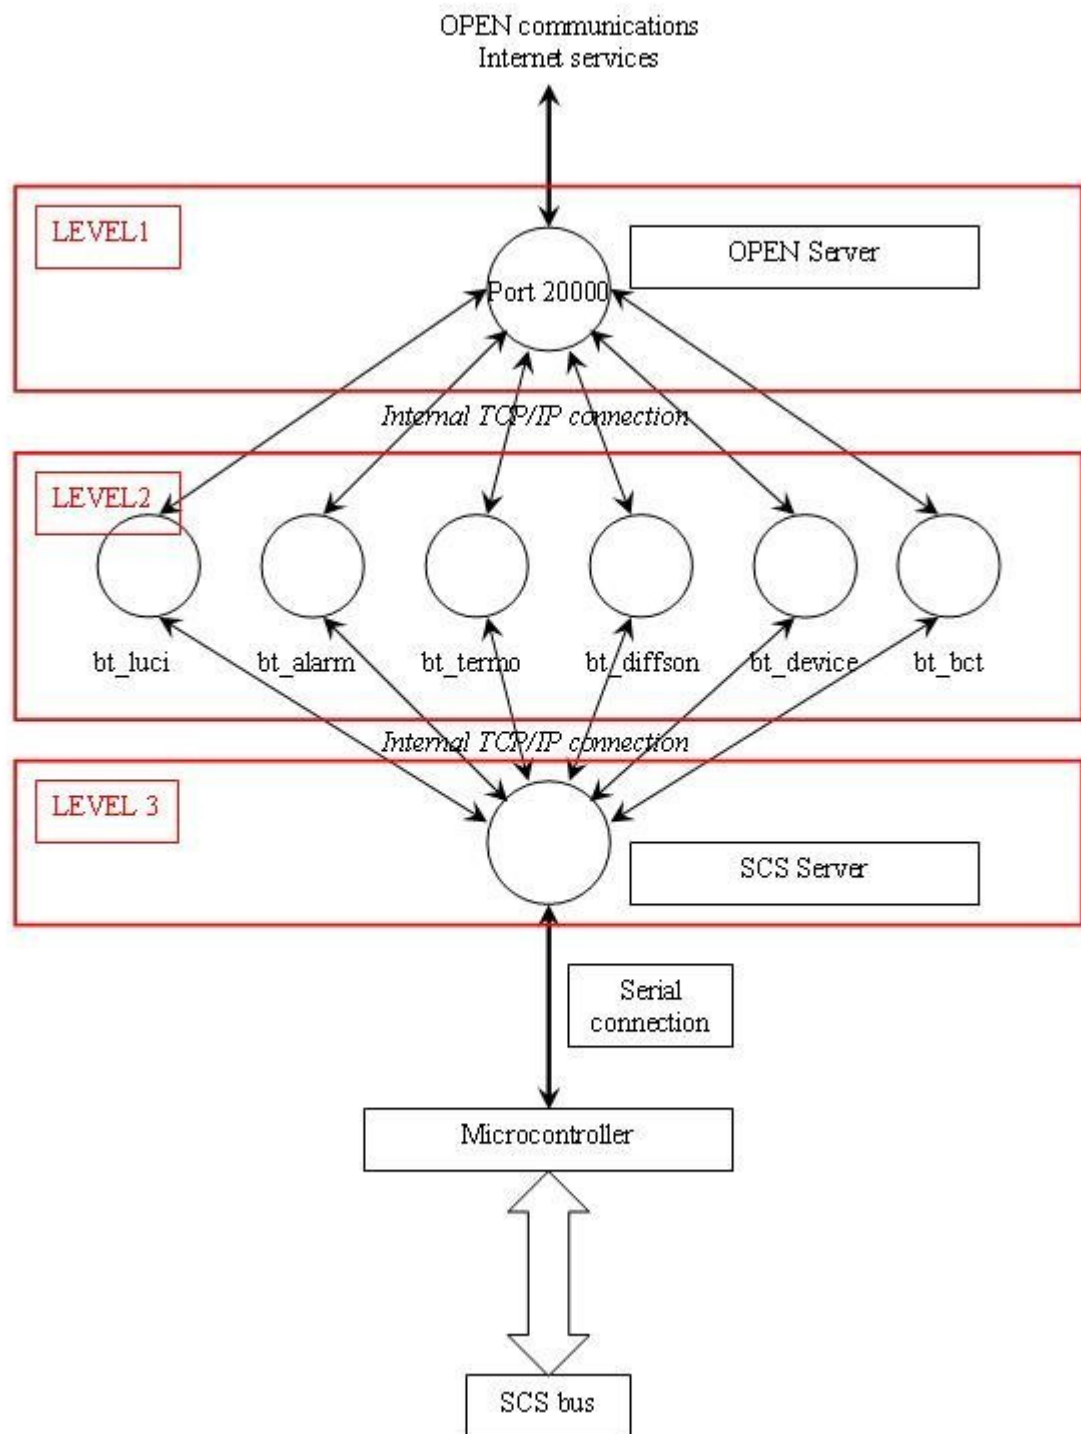 OPEN communications
Internet services
LEVEL1
OPEN Server
Port 20000
Internal TCP/IP connection
LEVEL2
bt_luci
bt_alarm
bt_termo
bt_diffson
bt_device
bt_bct
Internal TCP/IP connection
LEVEL 3
SCS Server
Serial
connection
Microcontroller
SCS bus